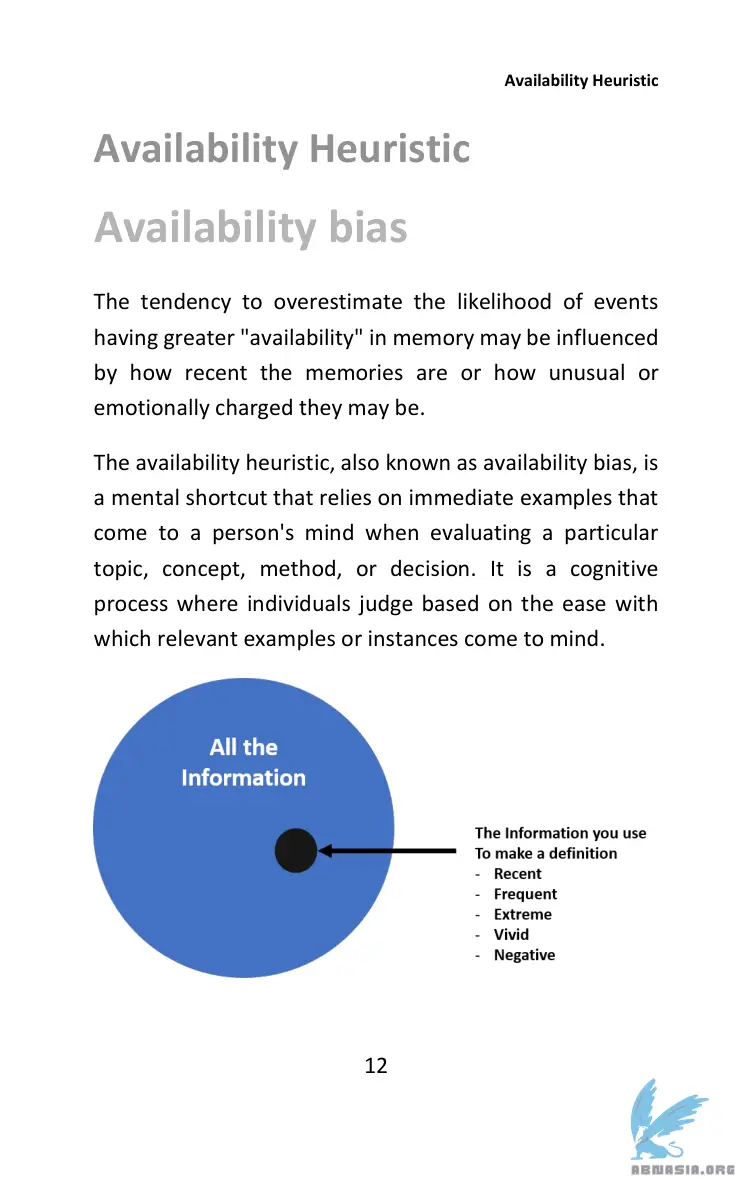 Availability Heuristic
Availability Heuristic
Availability bias
The tendency to overestimate the likelihood of events
having greater "availability" in memory may be influenced
by how recent the memories are or how unusual or
emotionally charged they may be.
The availability heuristic, also known as availability bias, is
a mental shortcut that relies on immediate examples that
come to a person's mind when evaluating a particular
topic, concept, method, or decision. It is a cognitive
process where individuals judge based on the ease with
which relevant examples or instances come to mind.
All the
Information
The Information you use
To make a definition
- Recent
- Frequent
- Extreme
- Vivid
- Negative
12
ABNASIA.ORG